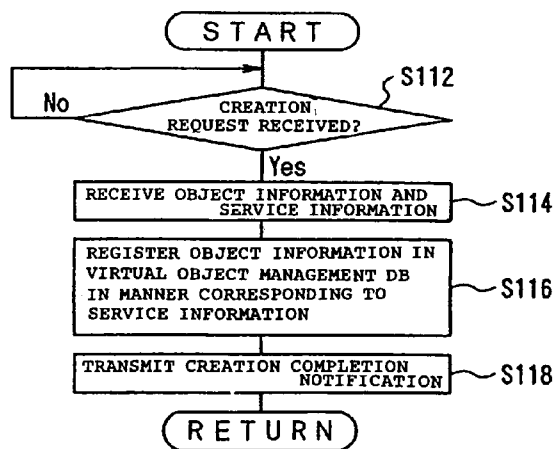 START
S112
No
CREATION
REQUEST RECEIVED?
Yes
RECEIVE OBJECT INFORMATION AND
SERVICE INFORMATION
S114
REGISTER OBJECT INFORMATION IN
VIRTUAL OBJECT MANAGEMENT DB
IN MANNER CORRESPONDING TO
SERVICE INFORMATION
S116
TRANSMIT CREATION COMPLETION
NOTIFICATION
S118
RETURN